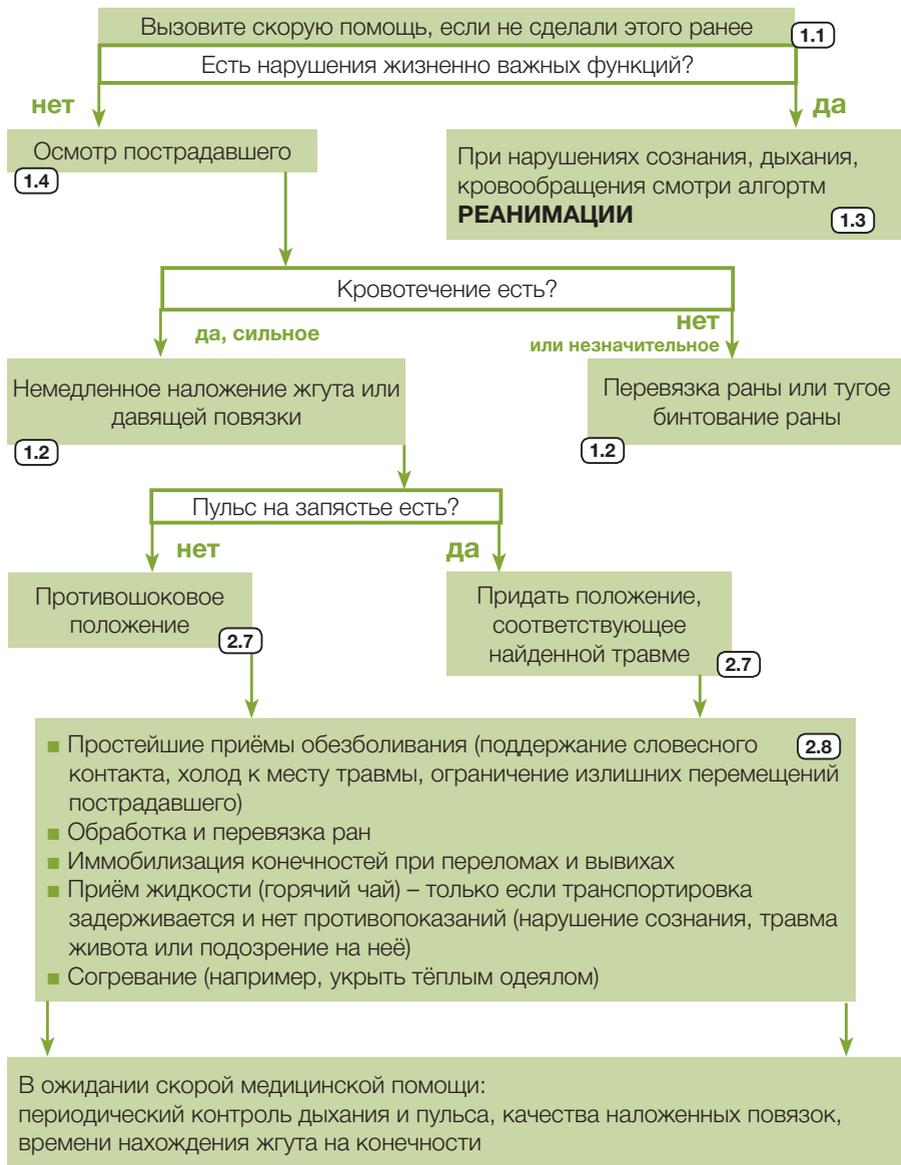 Вызовите скорую помощь, если не сделали этого ранее
1.1
Есть нарушения жизненно важных функций?
нет
да
Осмотр пострадавшего
1.4
При нарушениях сознания, дыхания,
кровообращения смотри алгортм
РЕАНИМАЦИИ
1.3
Кровотечение есть?
да, сильное
нет
или незначительное
Немедленное наложение жгута или
давящей повязки
1.2
Перевязка раны или тугое
бинтование раны
1.2
Пульс на запястье есть?
нет
да
Противошоковое
положение
2.7
Придать положение,
соответствующее
найденной травме
2.7
■ Простейшие приёмы обезболивания (поддержание словесного
2.8
контакта, холод к месту травмы, ограничение излишних перемещений
пострадавшего)
■ Обработка и перевязка ран
■ Иммобилизация конечностей при переломах и вывихах
■ Приём жидкости (горячий чай) – только если транспортировка
задерживается и нет противопоказаний (нарушение сознания, травма
живота или подозрение на неё)
■ Согревание (например, укрыть тёплым одеялом)
В ожидании скорой медицинской помощи:
периодический контроль дыхания и пульса, качества наложенных повязок,
времени нахождения жгута на конечности